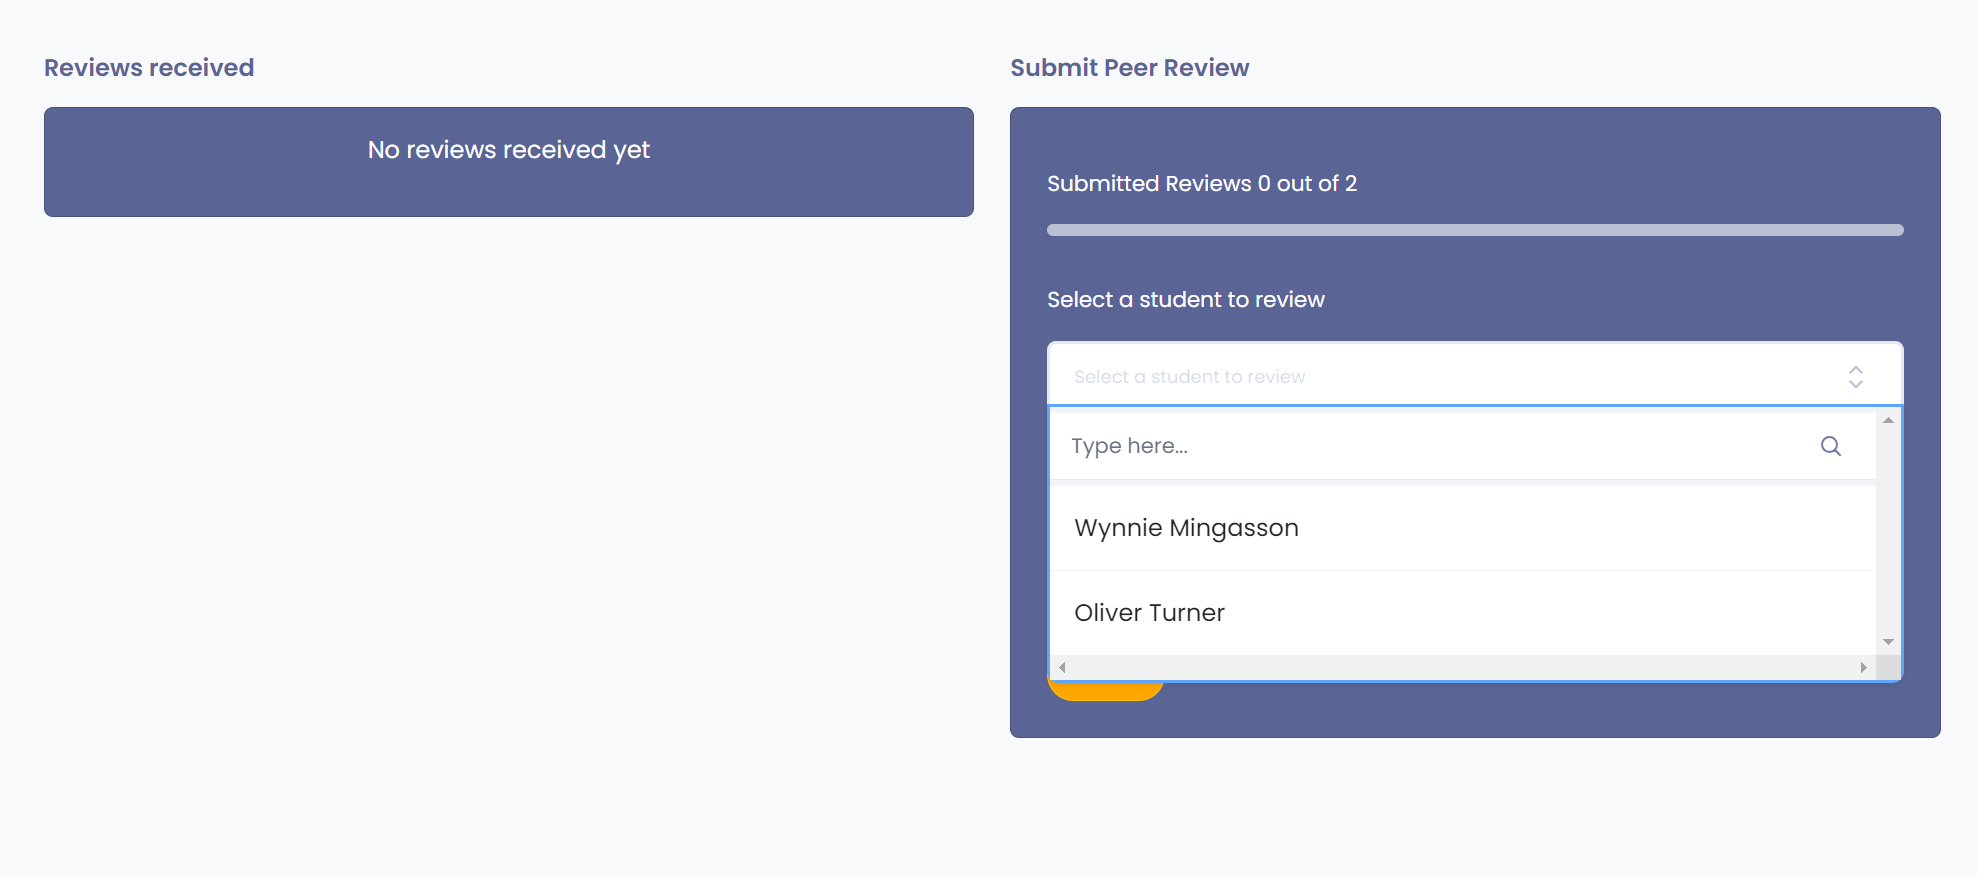 Reviews received
No reviews received yet
Submit Peer Review
Submitted Reviews 0 out of 2
Select a student to review
Select a student to review
Type here...
Wynnie Mingasson
Oliver Turner